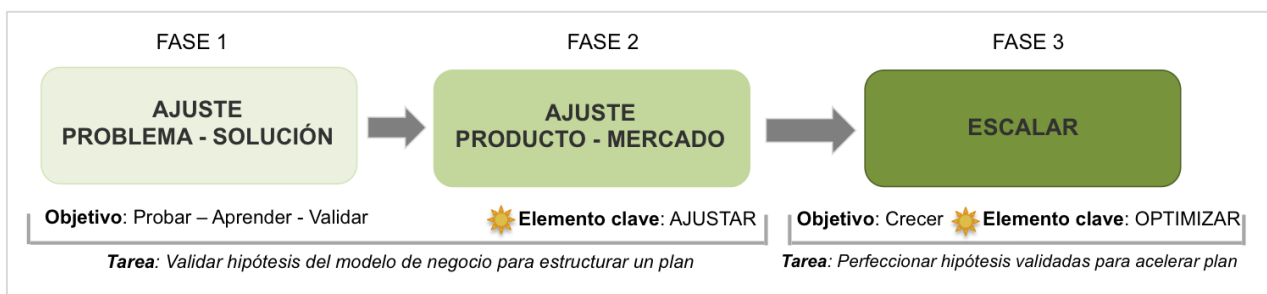 FASE 1
FASE 2
FASE 3
AJUSTE
PROBLEMA - SOLUCIÓN
AJUSTE
PRODUCTO - MERCADO
ESCALAR
Objetivo: Probar – Aprender - Validar
Elemento clave: AJUSTAR
Objetivo: Crecer
Elemento clave: OPTIMIZAR
Tarea: Validar hipótesis del modelo de negocio para estructurar un plan
Tarea: Perfeccionar hipótesis validadas para acelerar plan